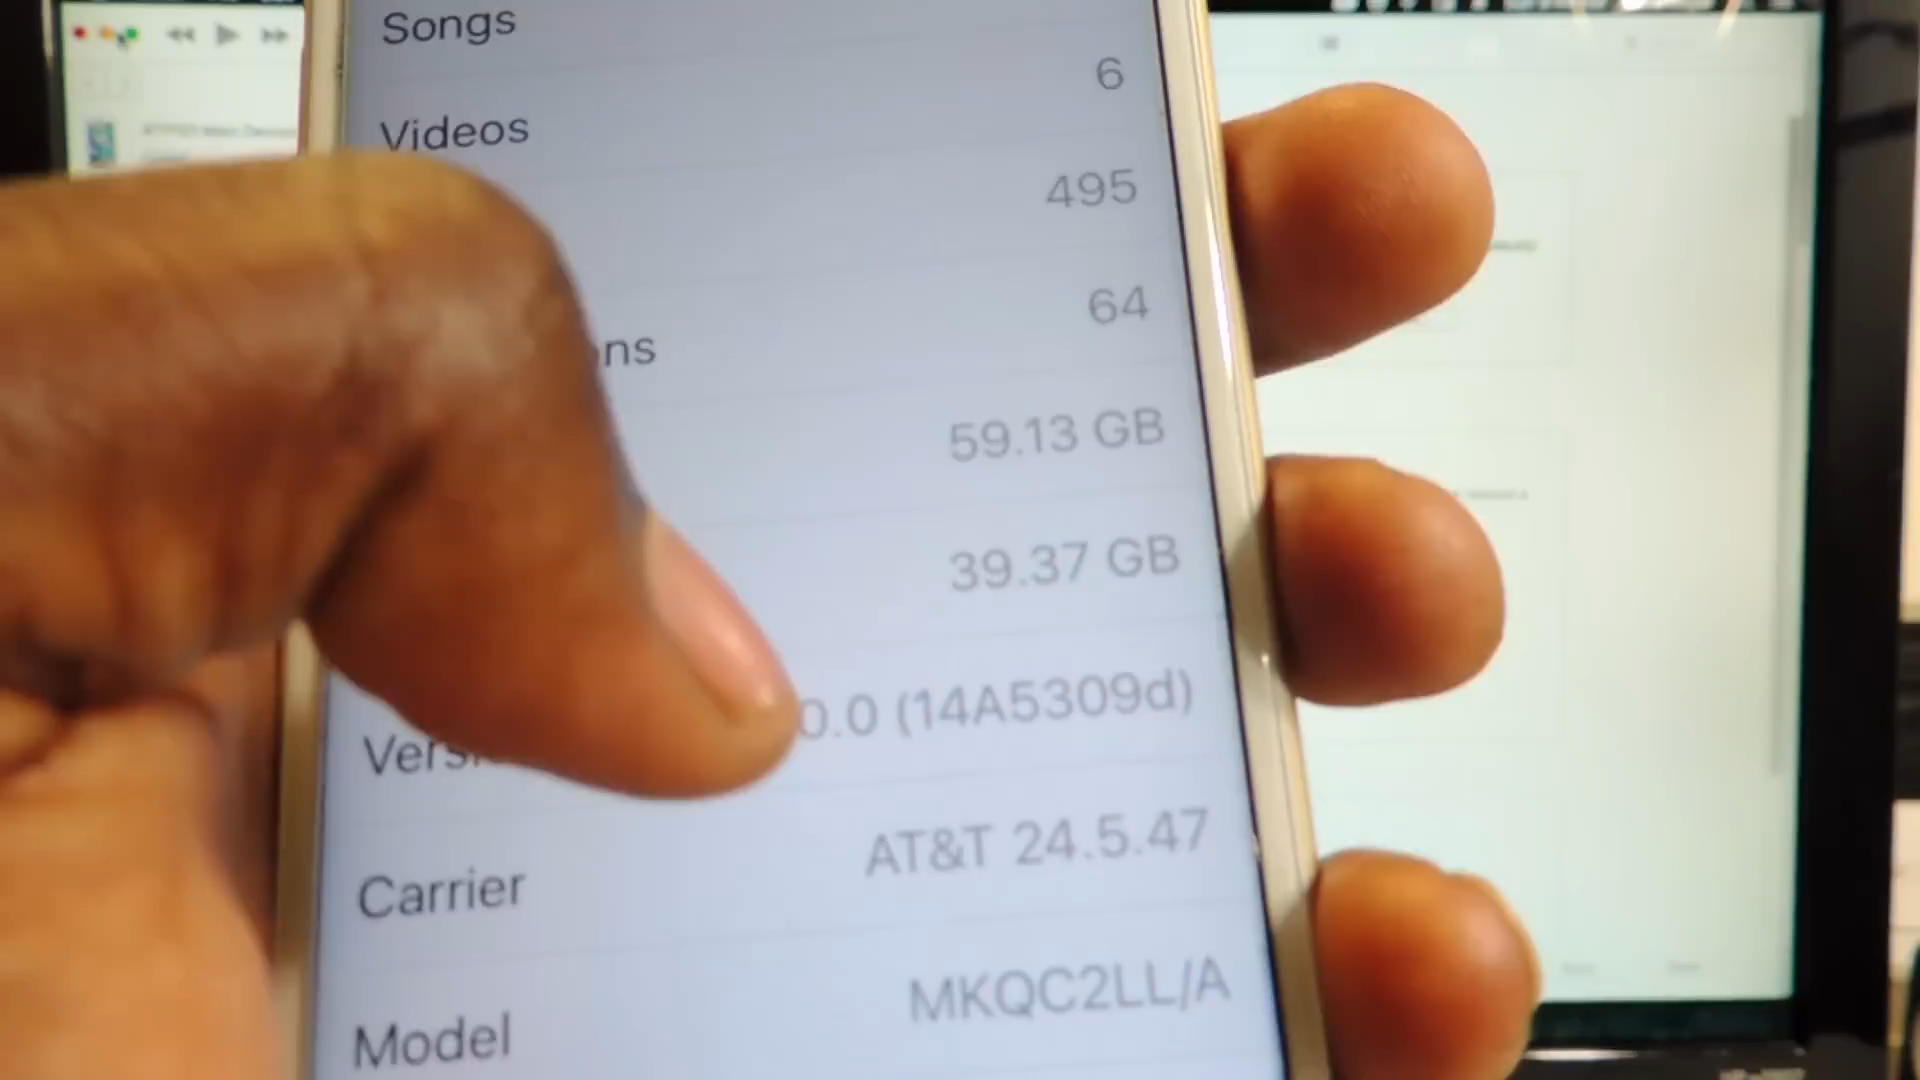 Songs
6
Videos
495
ns
64
59.13 GB
39.37 GB
Vers 0.0 (14A5309d)
Carrier AT&T 24.5.47
Model MKQC2LL/A